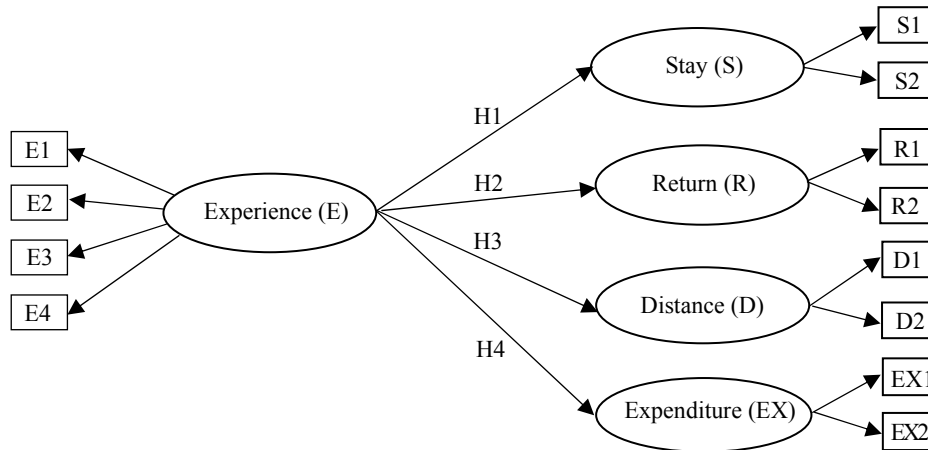 E1
E2
E3
E4
Experience (E)
H1
H2
H3
H4
Stay (S)
Return (R)
Distance (D)
Expenditure (EX)
S1
S2
R1
R2
D1
D2
EX1
EX2